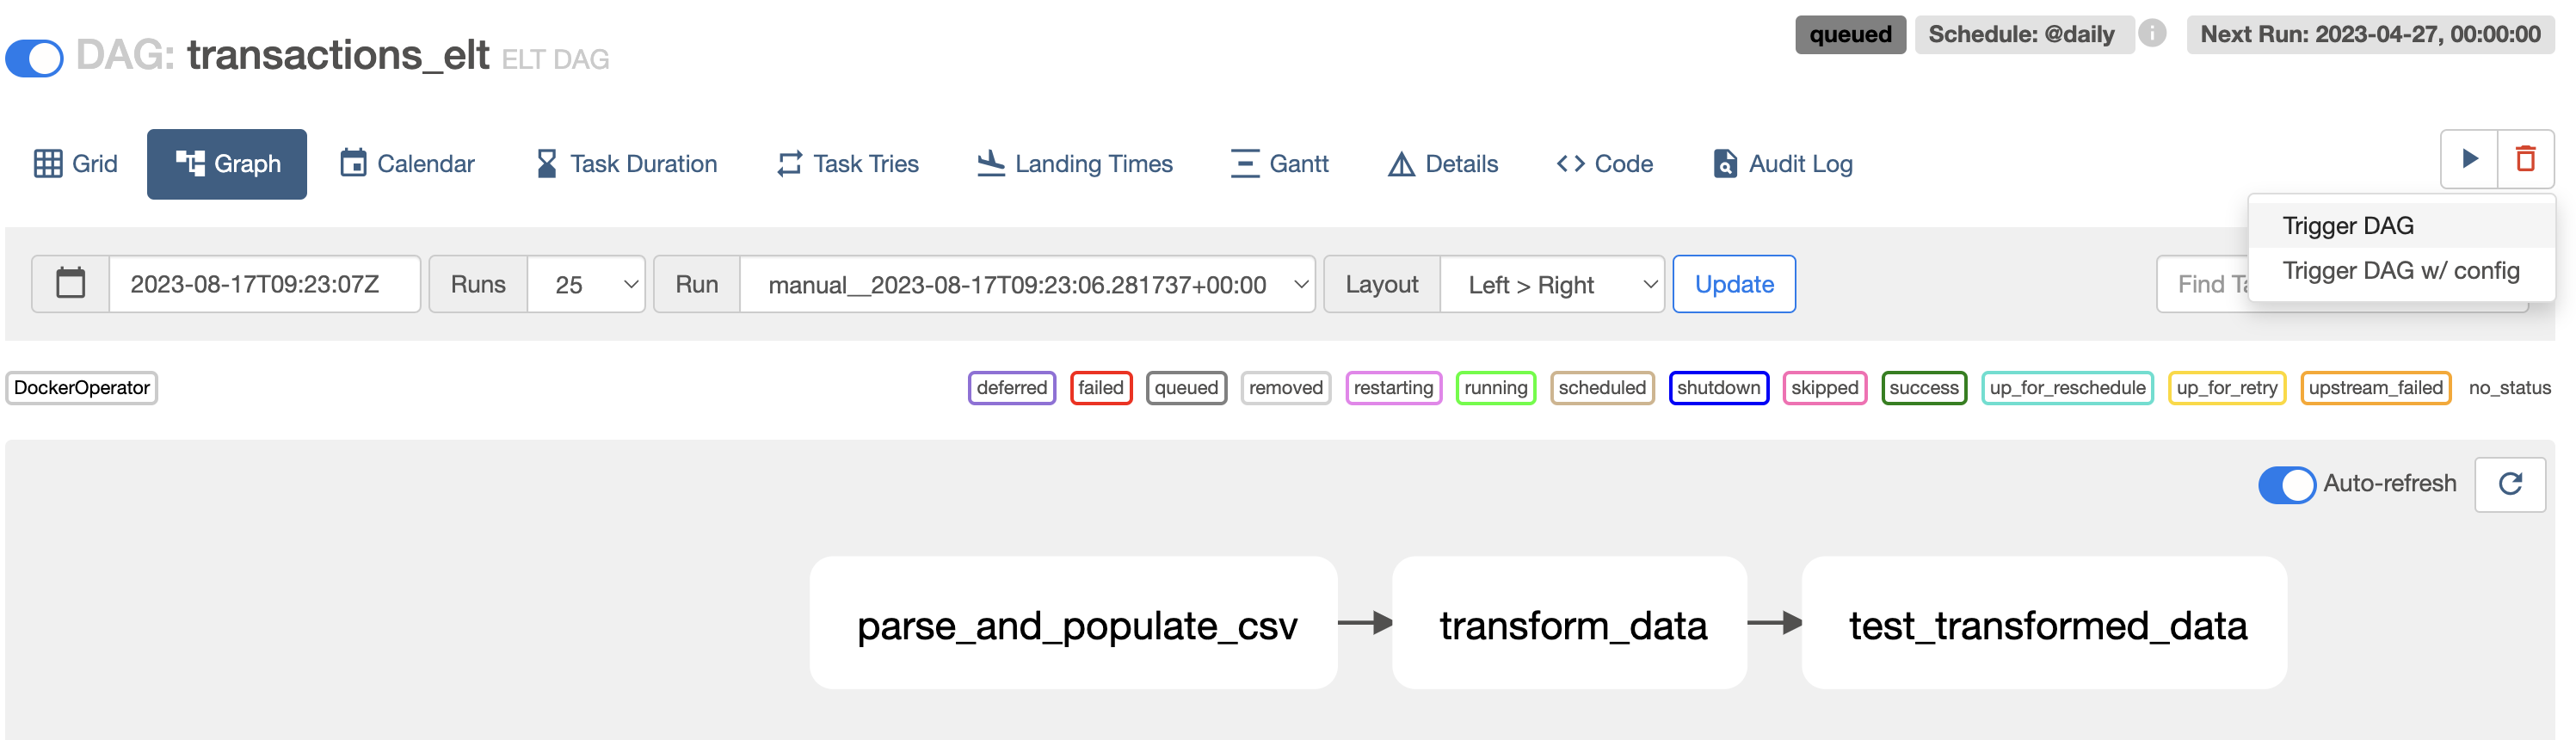 DAG: transactions_elt ELT DAG
queued Schedule: @daily i Next Run: 2023-04-27, 00:00:00
Grid Graph Calendar Task Duration Task Tries Landing Times Gantt Details Code Audit Log
Trigger DAG
Trigger DAG w/ config
2023-08-17T09:23:07Z Runs 25 Run manual__2023-08-17T09:23:06.281737+00:00 Layout Left > Right Update Find
DockerOperator deferred failed queued removed restarting running scheduled shutdown skipped success up_for_reschedule up_for_retry upstream_failed no_status
Auto-refresh
parse_and_populate_csv transform_data test_transformed_data